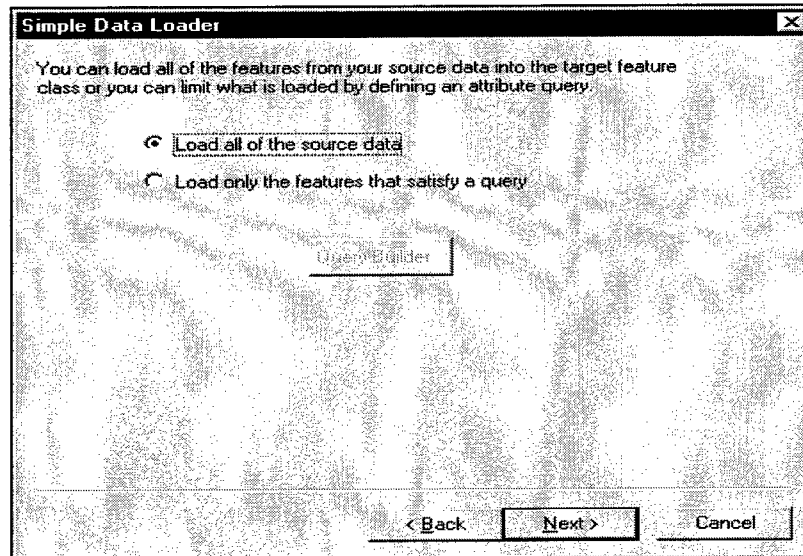 Simple Data Loader
You can load all of the features from your source data into the target feature
class or you can limit what is loaded by defining an attribute query.
Load all of the source data
Load only the features that satisfy a query
Query Builder
< Back
Next >
Cancel